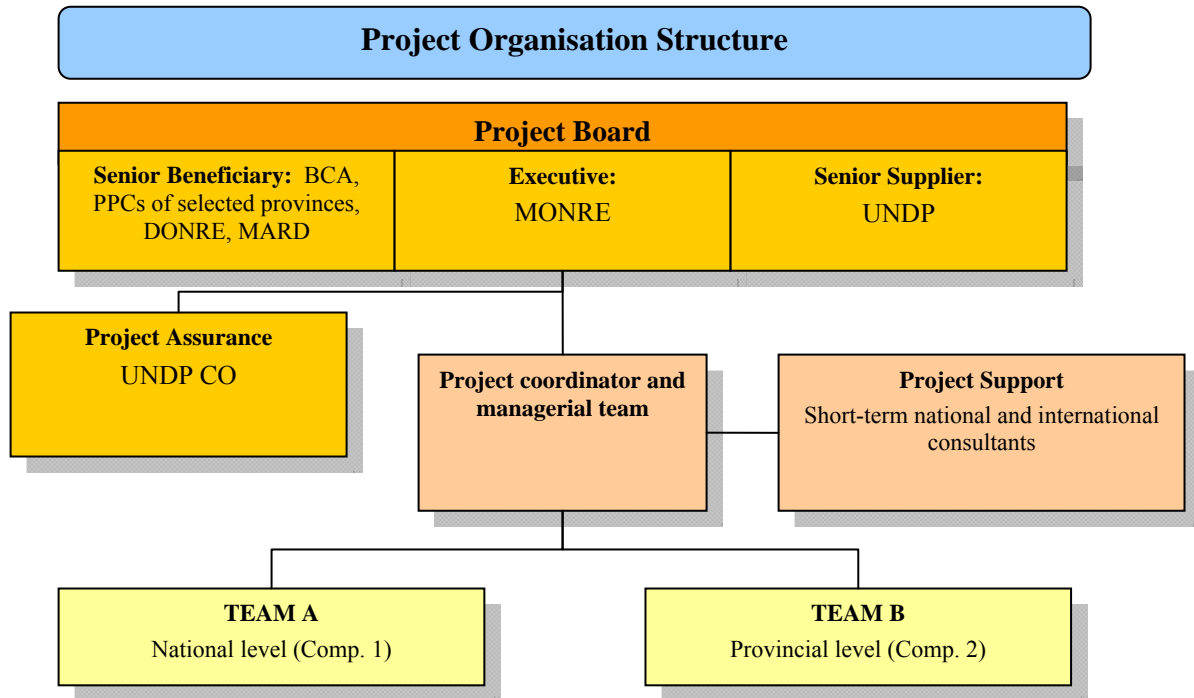 Project Organisation Structure
Project Board
Senior Beneficiary: BCA,
PPCs of selected provinces,
DONRE, MARD
Executive:
MONRE
Senior Supplier:
UNDP
Project Assurance
UNDP CO
Project coordinator and
managerial team
Project Support
Short-term national and international
consultants
TEAM A
National level (Comp. 1)
TEAM B
Provincial level (Comp. 2)